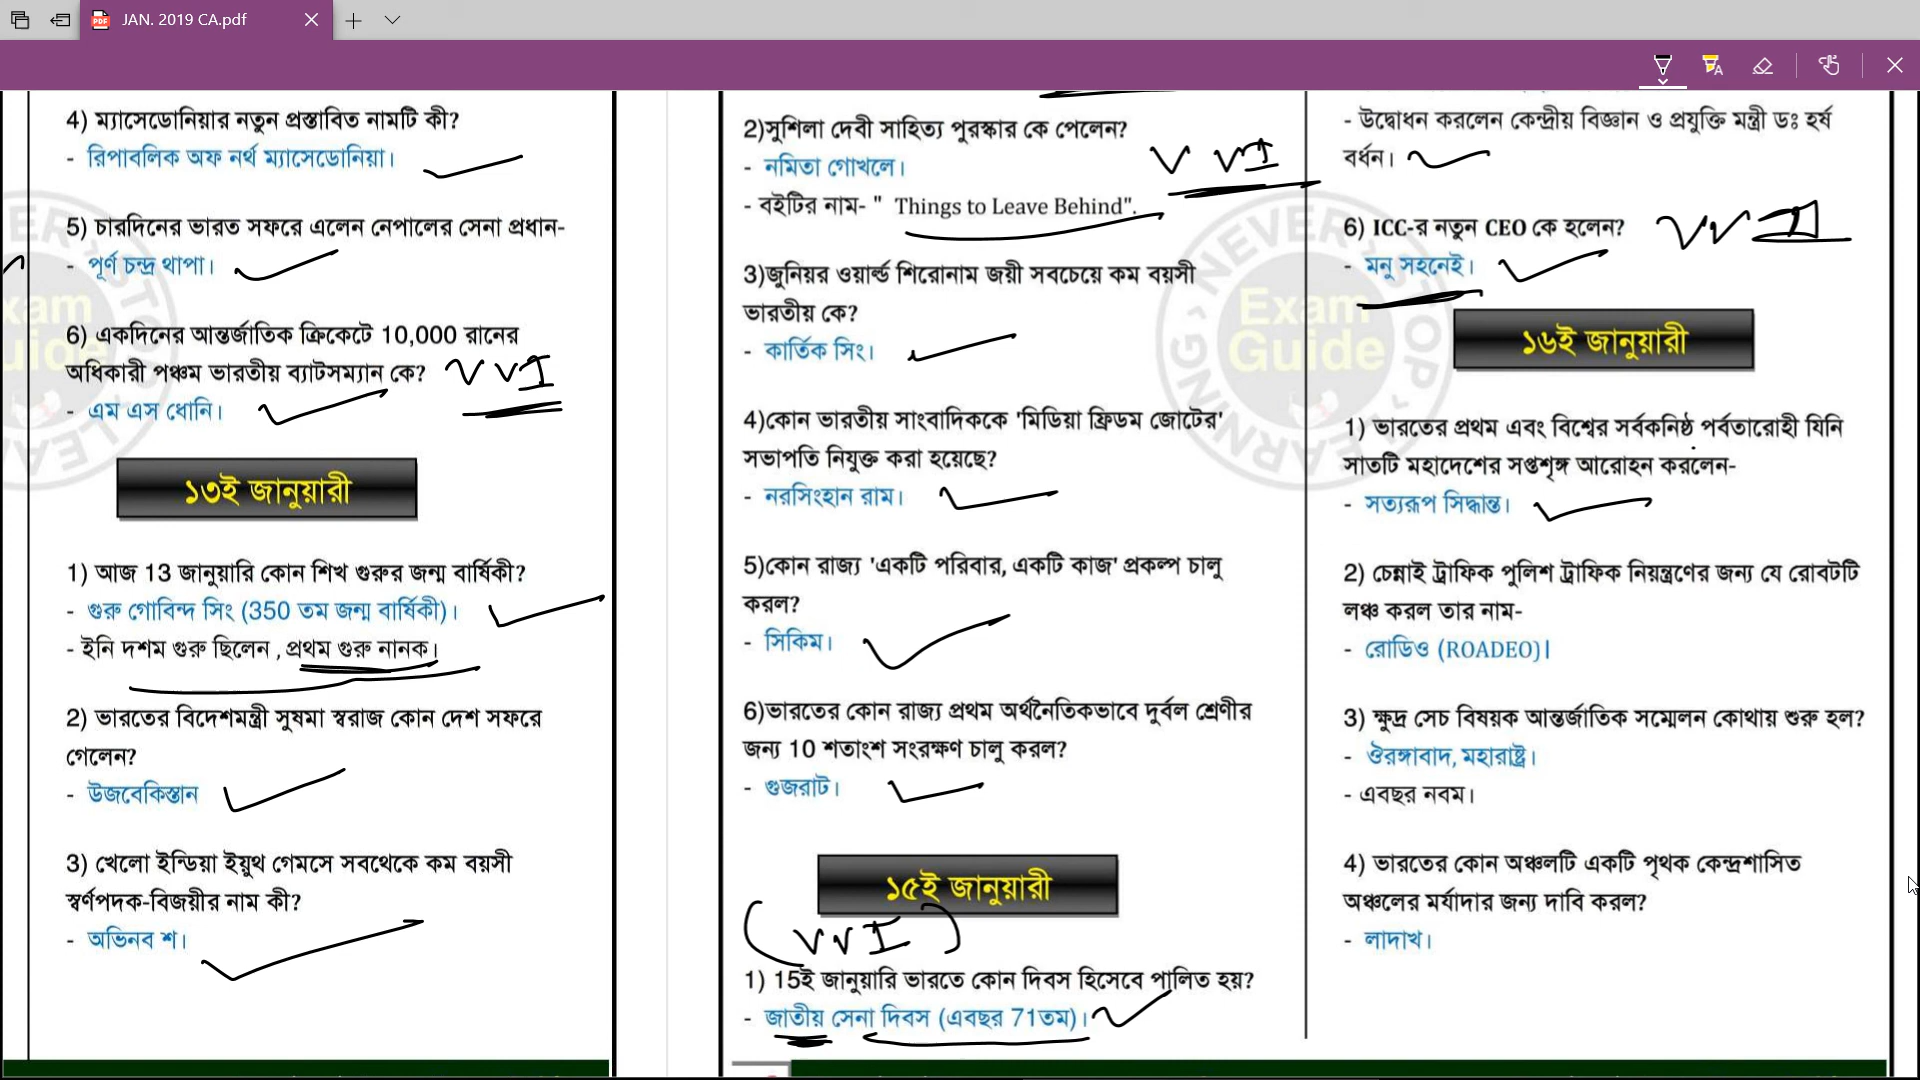 JAN. 2019 CA.pdf
4) ম্যাসেডোনিয়ার নতুন প্রস্তাবিত নামটি কী?
- রিপাবলিক অফ নর্থ ম্যাসেডোনিয়া।
5) চারদিনের ভারত সফরে এলেন নেপালের সেনা প্রধান-
- পূর্ণ চন্দ্র থাপা।
6) একদিনের আন্তর্জাতিক ক্রিকেটে 10,000 রানের
অধিকারী পঞ্চম ভারতীয় ব্যাটসম্যান কে? V V I
- এম এস ধোনি।
১৩ই জানুয়ারী
1) আজ 13 জানুয়ারি কোন শিখ গুরুর জন্ম বার্ষিকী?
- গুরু গোবিন্দ সিং (350 তম জন্ম বার্ষিকী)।
- ইনি দশম গুরু ছিলেন , প্রথম গুরু নানক।
2) ভারতের বিদেশমন্ত্রী সুষমা স্বরাজ কোন দেশ সফরে
গেলেন?
- উজবেকিস্তান
3) খেলো ইন্ডিয়া ইয়ুথ গেমসে সবথেকে কম বয়সী
স্বর্ণপদক-বিজয়ীর নাম কী?
- অভিনব শ।
2)সুশিলা দেবী সাহিত্য পুরস্কার কে পেলেন?
- নমিতা গোখলে। V V I
- বইটির নাম- " Things to Leave Behind".
3)জুনিয়র ওয়ার্ল্ড শিরোনাম জয়ী সবচেয়ে কম বয়সী
ভারতীয় কে?
- কার্তিক সিং।
4)কোন ভারতীয় সাংবাদিককে 'মিডিয়া ফ্রিডম জোটের'
সভাপতি নিযুক্ত করা হয়েছে?
- নরসিংহান রাম।
5)কোন রাজ্য 'একটি পরিবার, একটি কাজ' প্রকল্প চালু
করল?
- সিকিম।
6)ভারতের কোন রাজ্য প্রথম অর্থনৈতিকভাবে দুর্বল শ্রেণীর
জন্য 10 শতাংশ সংরক্ষণ চালু করল?
- গুজরাট।
১৫ই জানুয়ারী
(V V I)
1) 15ই জানুয়ারি ভারতে কোন দিবস হিসেবে পালিত হয়?
- জাতীয় সেনা দিবস (এবছর 71তম)।
- উদ্বোধন করলেন কেন্দ্রীয় বিজ্ঞান ও প্রযুক্তি মন্ত্রী ডঃ হর্ষ
বর্ধন।
6) ICC-র নতুন CEO কে হলেন? V V I
- মনু সহনেই।
১৬ই জানুয়ারী
1) ভারতের প্রথম এবং বিশ্বের সর্বকনিষ্ঠ পর্বতারোহী যিনি
সাতটি মহাদেশের সপ্তশৃঙ্গ আরোহন করলেন-
- সত্যরূপ সিদ্ধান্ত।
2) চেন্নাই ট্রাফিক পুলিশ ট্রাফিক নিয়ন্ত্রণের জন্য যে রোবটটি
লঞ্চ করল তার নাম-
- রোডিও (ROADEO)।
3) ক্ষুদ্র সেচ বিষয়ক আন্তর্জাতিক সম্মেলন কোথায় শুরু হল?
- ঔরঙ্গাবাদ, মহারাষ্ট্র।
- এবছর নবম।
4) ভারতের কোন অঞ্চলটি একটি পৃথক কেন্দ্রশাসিত
অঞ্চলের মর্যাদার জন্য দাবি করল?
- লাদাখ।
NEVER STOP LEARNING
Exam
Guide